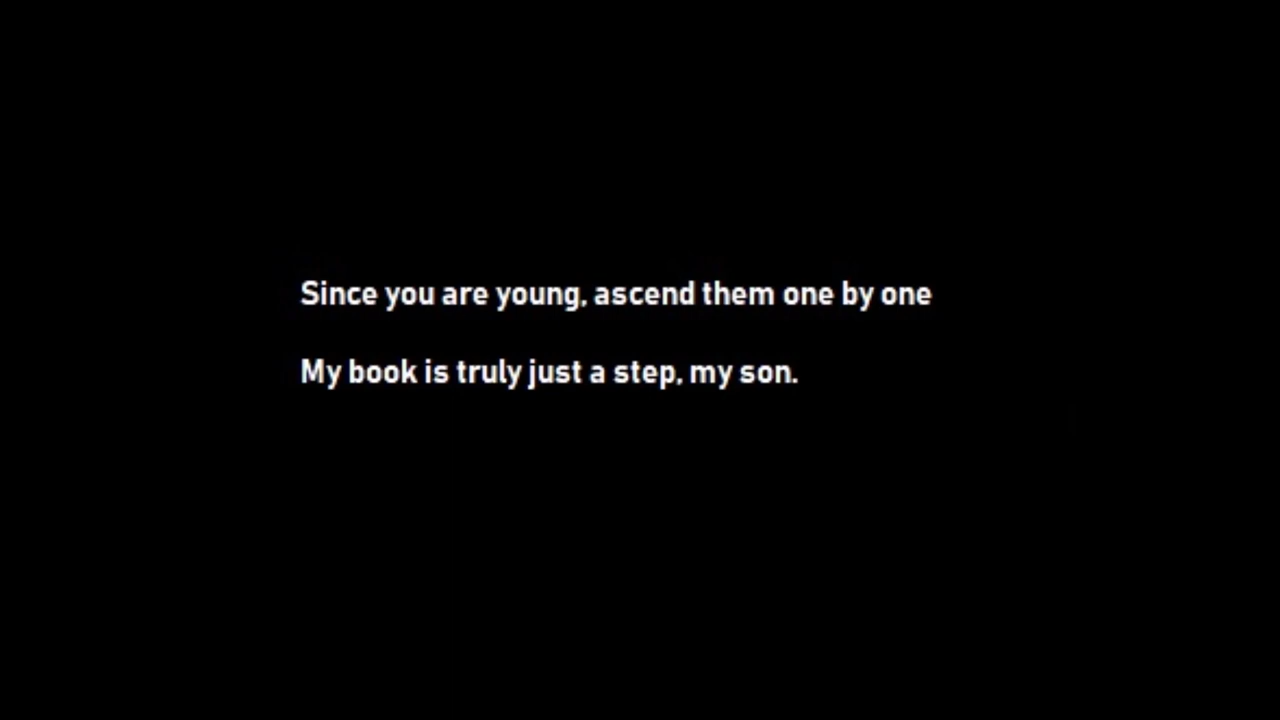 Since you are young, ascend them one by one
My book is truly just a step, my son.